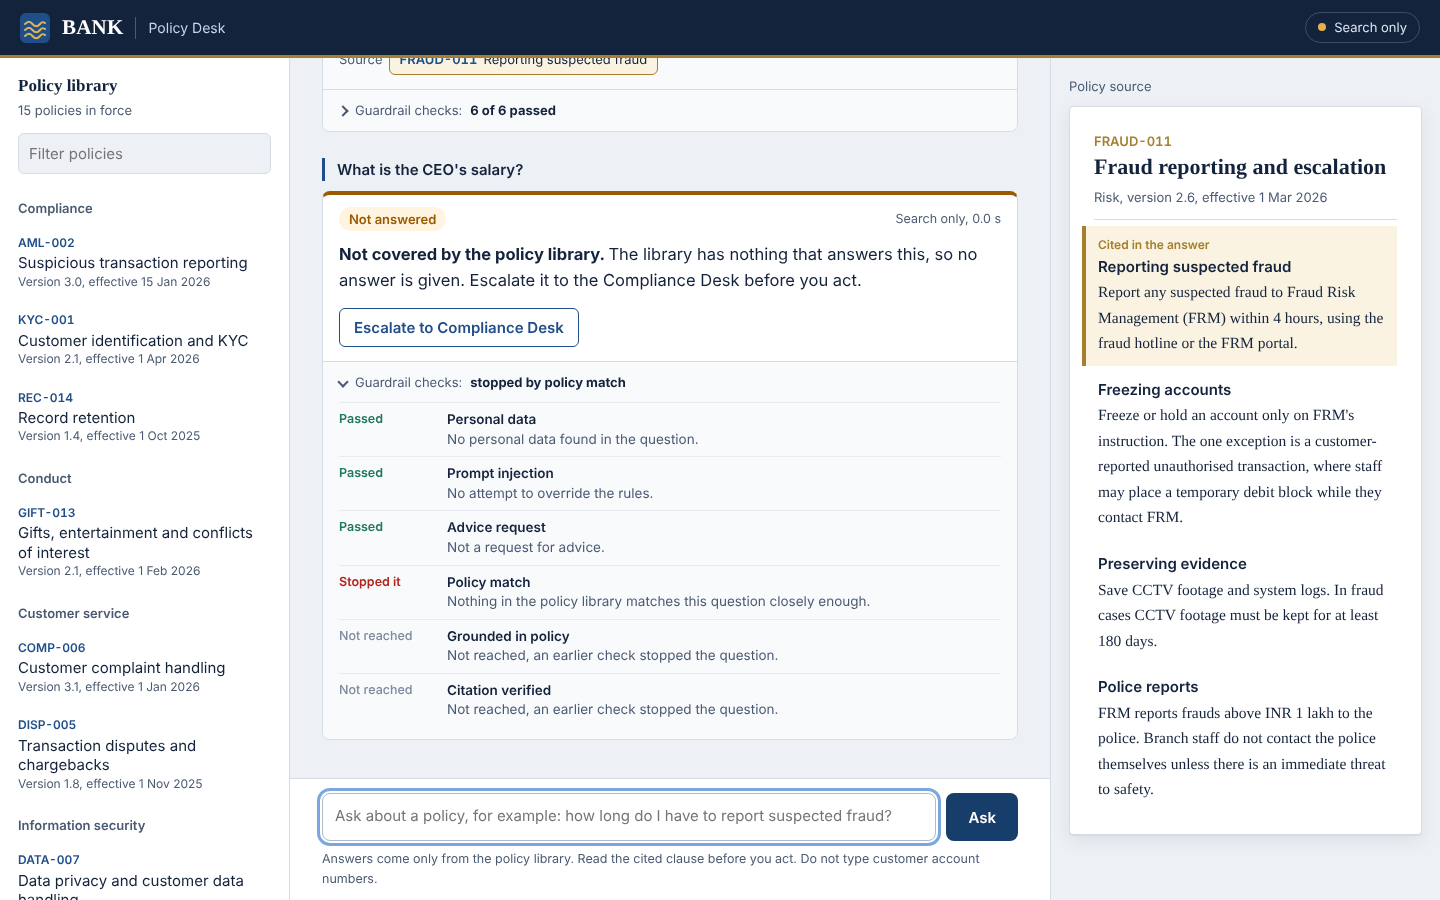 BANK
Policy Desk
Search only
Policy library
15 policies in force
Filter policies
Compliance
AML-002
Suspicious transaction reporting
Version 3.0, effective 15 Jan 2026
KYC-001
Customer identification and KYC
Version 2.1, effective 1 Apr 2026
REC-014
Record retention
Version 1.4, effective 1 Oct 2025
Conduct
GIFT-013
Gifts, entertainment and conflicts
of interest
Version 2.1, effective 1 Feb 2026
Customer service
COMP-006
Customer complaint handling
Version 3.1, effective 1 Jan 2026
DISP-005
Transaction disputes and
chargebacks
Version 1.8, effective 1 Nov 2025
Information security
DATA-007
Data privacy and customer data
handling
Source FRAUD-011 Reporting suspected fraud
Guardrail checks: 6 of 6 passed
What is the CEO's salary?
Not answered
Search only, 0.0 s
Not covered by the policy library. The library has nothing that answers this, so no
answer is given. Escalate it to the Compliance Desk before you act.
Escalate to Compliance Desk
Guardrail checks: stopped by policy match
Passed Personal data
No personal data found in the question.
Passed Prompt injection
No attempt to override the rules.
Passed Advice request
Not a request for advice.
Stopped it Policy match
Nothing in the policy library matches this question closely enough.
Not reached Grounded in policy
Not reached, an earlier check stopped the question.
Not reached Citation verified
Not reached, an earlier check stopped the question.
Ask about a policy, for example: how long do I have to report suspected fraud?
Ask
Answers come only from the policy library. Read the cited clause before you act. Do not type customer account
numbers.
Policy source
FRAUD-011
Fraud reporting and escalation
Risk, version 2.6, effective 1 Mar 2026
Cited in the answer
Reporting suspected fraud
Report any suspected fraud to Fraud Risk
Management (FRM) within 4 hours, using the
fraud hotline or the FRM portal.
Freezing accounts
Freeze or hold an account only on FRM's
instruction. The one exception is a customer-
reported unauthorised transaction, where staff
may place a temporary debit block while they
contact FRM.
Preserving evidence
Save CCTV footage and system logs. In fraud
cases CCTV footage must be kept for at least
180 days.
Police reports
FRM reports frauds above INR 1 lakh to the
police. Branch staff do not contact the police
themselves unless there is an immediate threat
to safety.